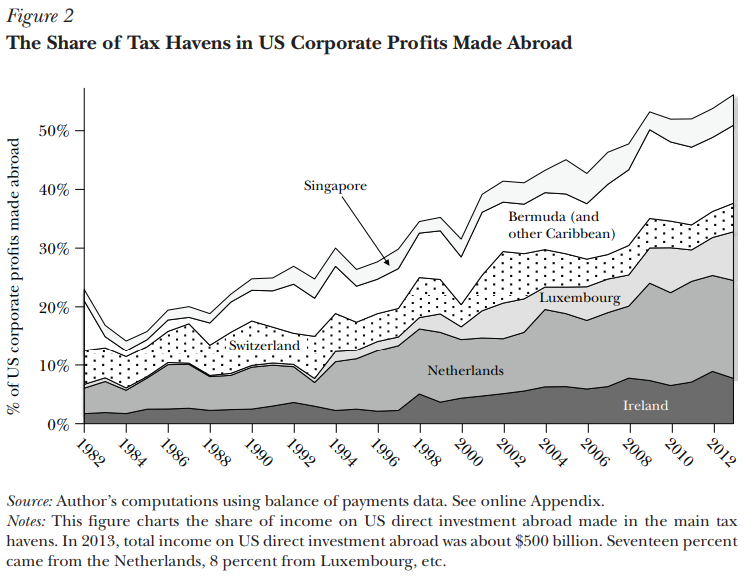 Figure 2
The Share of Tax Havens in US Corporate Profits Made Abroad
% of US corporate profits made abroad
50%
40%
30%
20%
10%
0%
Singapore
Bermuda (and
other Caribbean)
Luxembourg
Switzerland
Netherlands
Ireland
1982
1984
1986
1988
1990
1992
1994
1996
1998
2000
2002
2004
2006
2008
2010
2012
Source: Author’s computations using balance of payments data. See online Appendix.
Notes: This figure charts the share of income on US direct investment abroad made in the main tax
havens. In 2013, total income on US direct investment abroad was about $500 billion. Seventeen percent
came from the Netherlands, 8 percent from Luxembourg, etc.